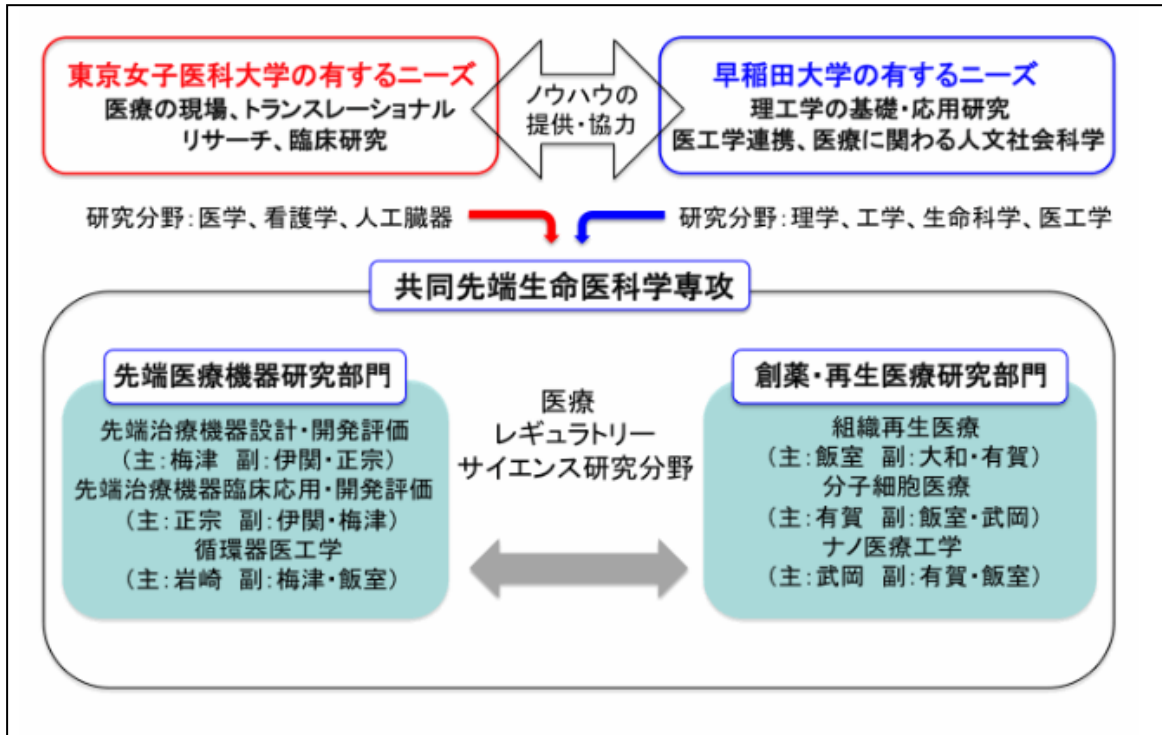 東京女子医科大学の有するニーズ
医療の現場、トランスレーショナル
リサーチ、臨床研究
ノウハウの
提供・協力
早稲田大学の有するニーズ
理工学の基礎・応用研究
医工学連携、医療に関わる人文社会科学
研究分野：医学、看護学、人工臓器
研究分野：理学、工学、生命科学、医工学
共同先端生命医科学専攻
先端医療機器研究部門
先端治療機器設計・開発評価
（主：梅津 副：伊関・正宗）
先端治療機器臨床応用・開発評価
（主：正宗 副：伊関・梅津）
循環器医工学
（主：岩崎 副：梅津・飯室）
医療
レギュラトリー
サイエンス研究分野
創薬・再生医療研究部門
組織再生医療
（主：飯室 副：大和・有賀）
分子細胞医療
（主：有賀 副：飯室・武岡）
ナノ医療工学
（主：武岡 副：有賀・飯室）